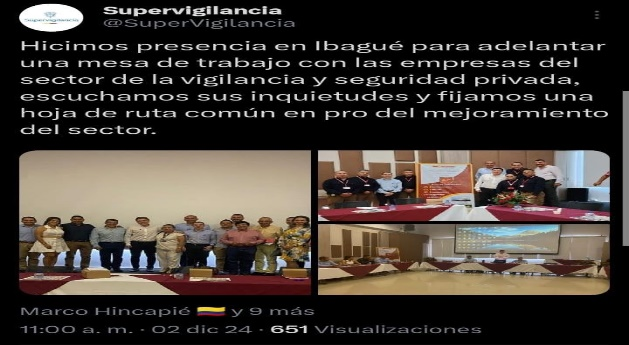 Supervigilancia
@SuperVigilancia
Hicimos presencia en Ibagué para adelantar
una mesa de trabajo con las empresas del
sector de la vigilancia y seguridad privada,
escuchamos sus inquietudes y fijamos una
hoja de ruta común en pro del mejoramiento
del sector.
Marco Hincapié 🇨🇴 y 9 más
11:00 a. m. · 02 dic 24 · 651 Visualizaciones